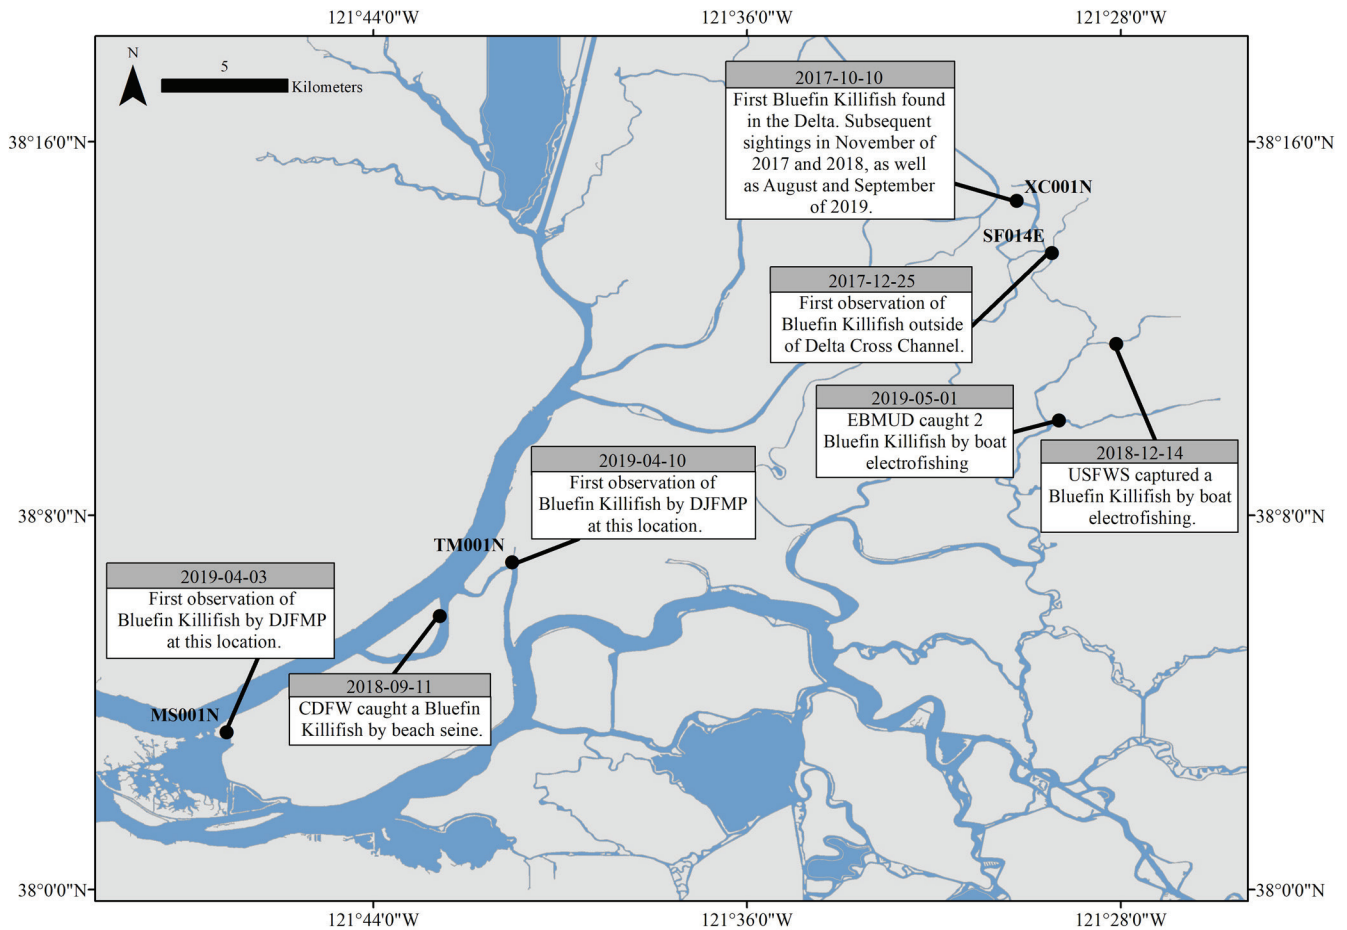 121°44'0"W
121°36'0"W
121°28'0"W
N
5
Kilometers
38°16'0"N
38°16'0"N
2017-10-10
First Bluefin Killifish found
in the Delta. Subsequent
sightings in November of
2017 and 2018, as well
as August and September
of 2019.
XC001N
SF014E
2017-12-25
First observation of
Bluefin Killifish outside
of Delta Cross Channel.
2019-05-01
EBMUD caught 2
Bluefin Killifish by boat
electrofishing
2018-12-14
USFWS captured a
Bluefin Killifish by boat
electrofishing.
2019-04-10
First observation of
Bluefin Killifish by DJFMP
at this location.
38°8'0"N
38°8'0"N
TM001N
2019-04-03
First observation of
Bluefin Killifish by DJFMP
at this location.
2018-09-11
CDFW caught a Bluefin
Killifish by beach seine.
MS001N
38°0'0"N
38°0'0"N
121°44'0"W
121°36'0"W
121°28'0"W